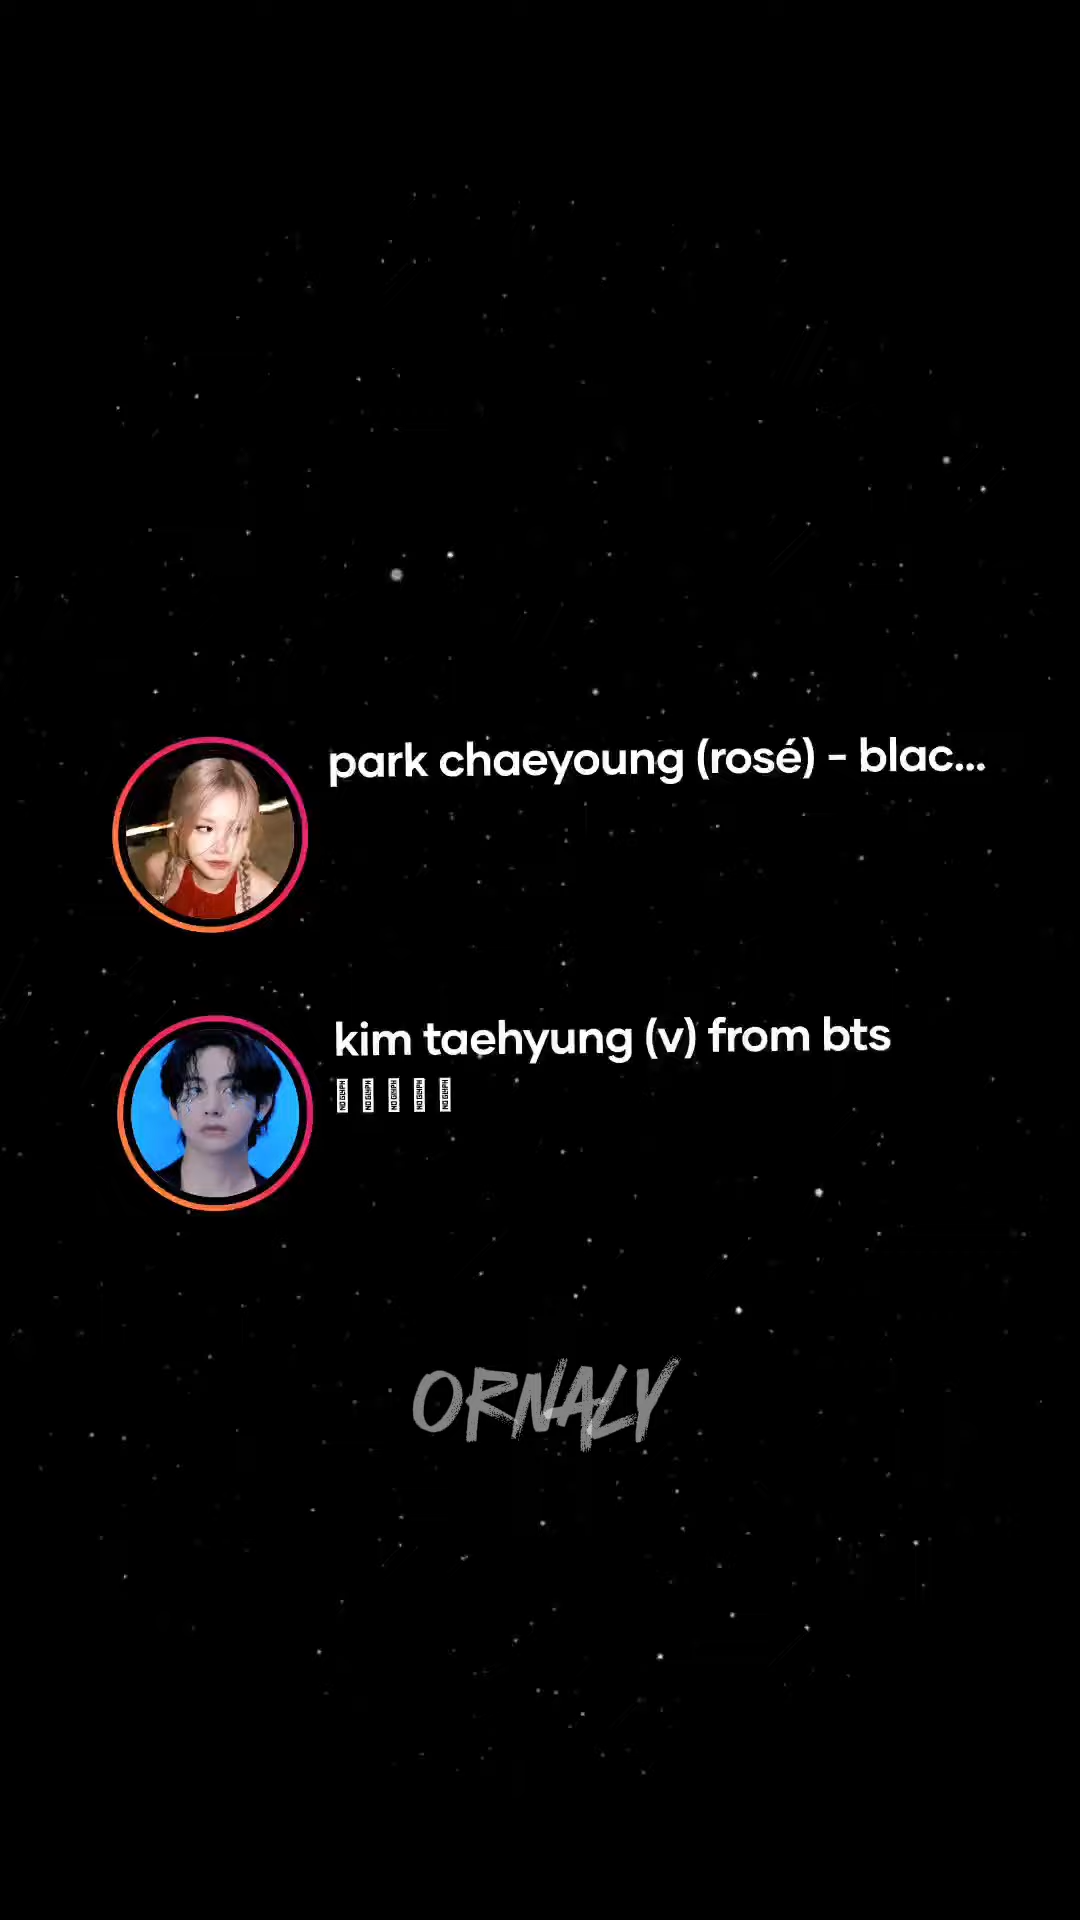 park chaeyoung (rosé) - blac...
kim taehyung (v) from bts
ORNALY